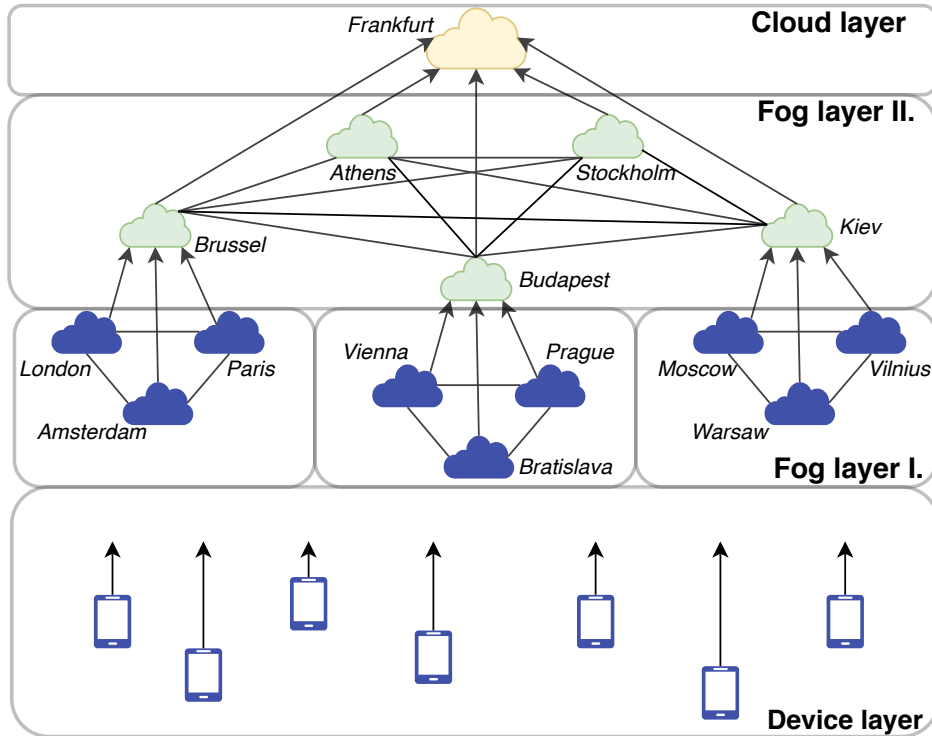 Frankfurt
Cloud layer
Fog layer II.
Athens
Stockholm
Brussel
Kiev
Budapest
London
Paris
Vienna
Prague
Moscow
Vilnius
Amsterdam
Warsaw
Bratislava
Fog layer I.
Device layer